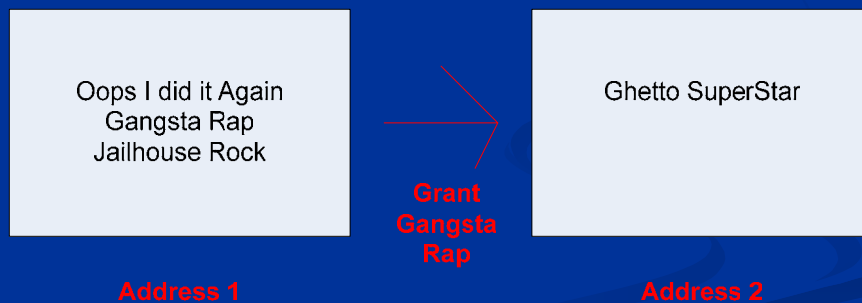 Oops I did it Again
Gangsta Rap
Jailhouse Rock
Ghetto SuperStar
Grant
Gangsta
Rap
Address 1
Address 2